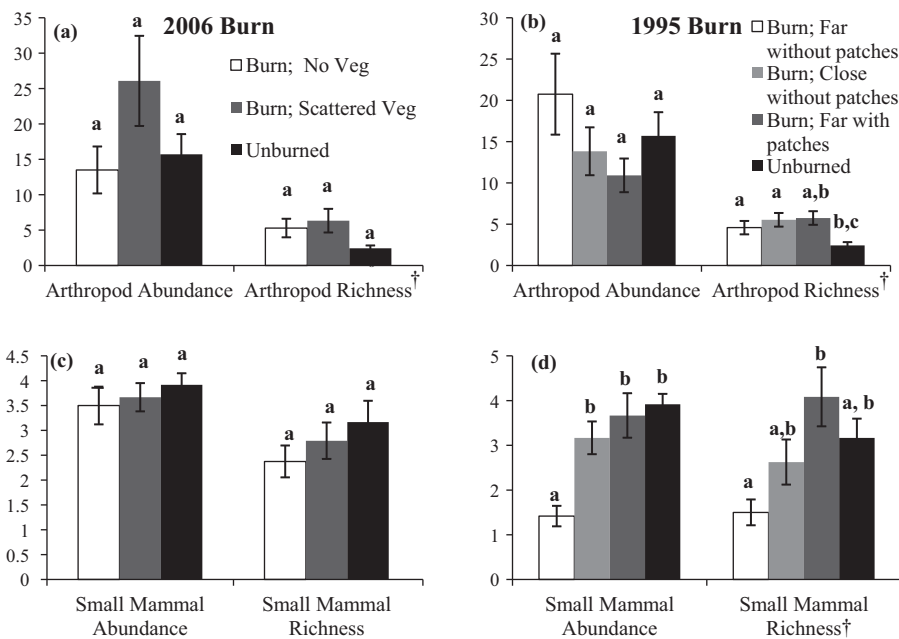 (a)
2006 Burn
35
30
25
20
15
10
5
0
a
a
a
a
a
a
Burn; No Veg
Burn; Scattered Veg
Unburned
Arthropod Abundance
Arthropod Richness†
(b)
1995 Burn
30
25
20
15
10
5
0
a
a
a
a
a
a
a,b
b,c
Burn; Far
without patches
Burn; Close
without patches
Burn; Far with
patches
Unburned
Arthropod Abundance
Arthropod Richness†
(c)
4.5
4
3.5
3
2.5
2
1.5
1
0.5
0
a
a
a
a
a
a
Small Mammal
Abundance
Small Mammal
Richness
(d)
5
4
3
2
1
0
a
b
b
b
a
a,b
b
a, b
Small Mammal
Abundance
Small Mammal
Richness†